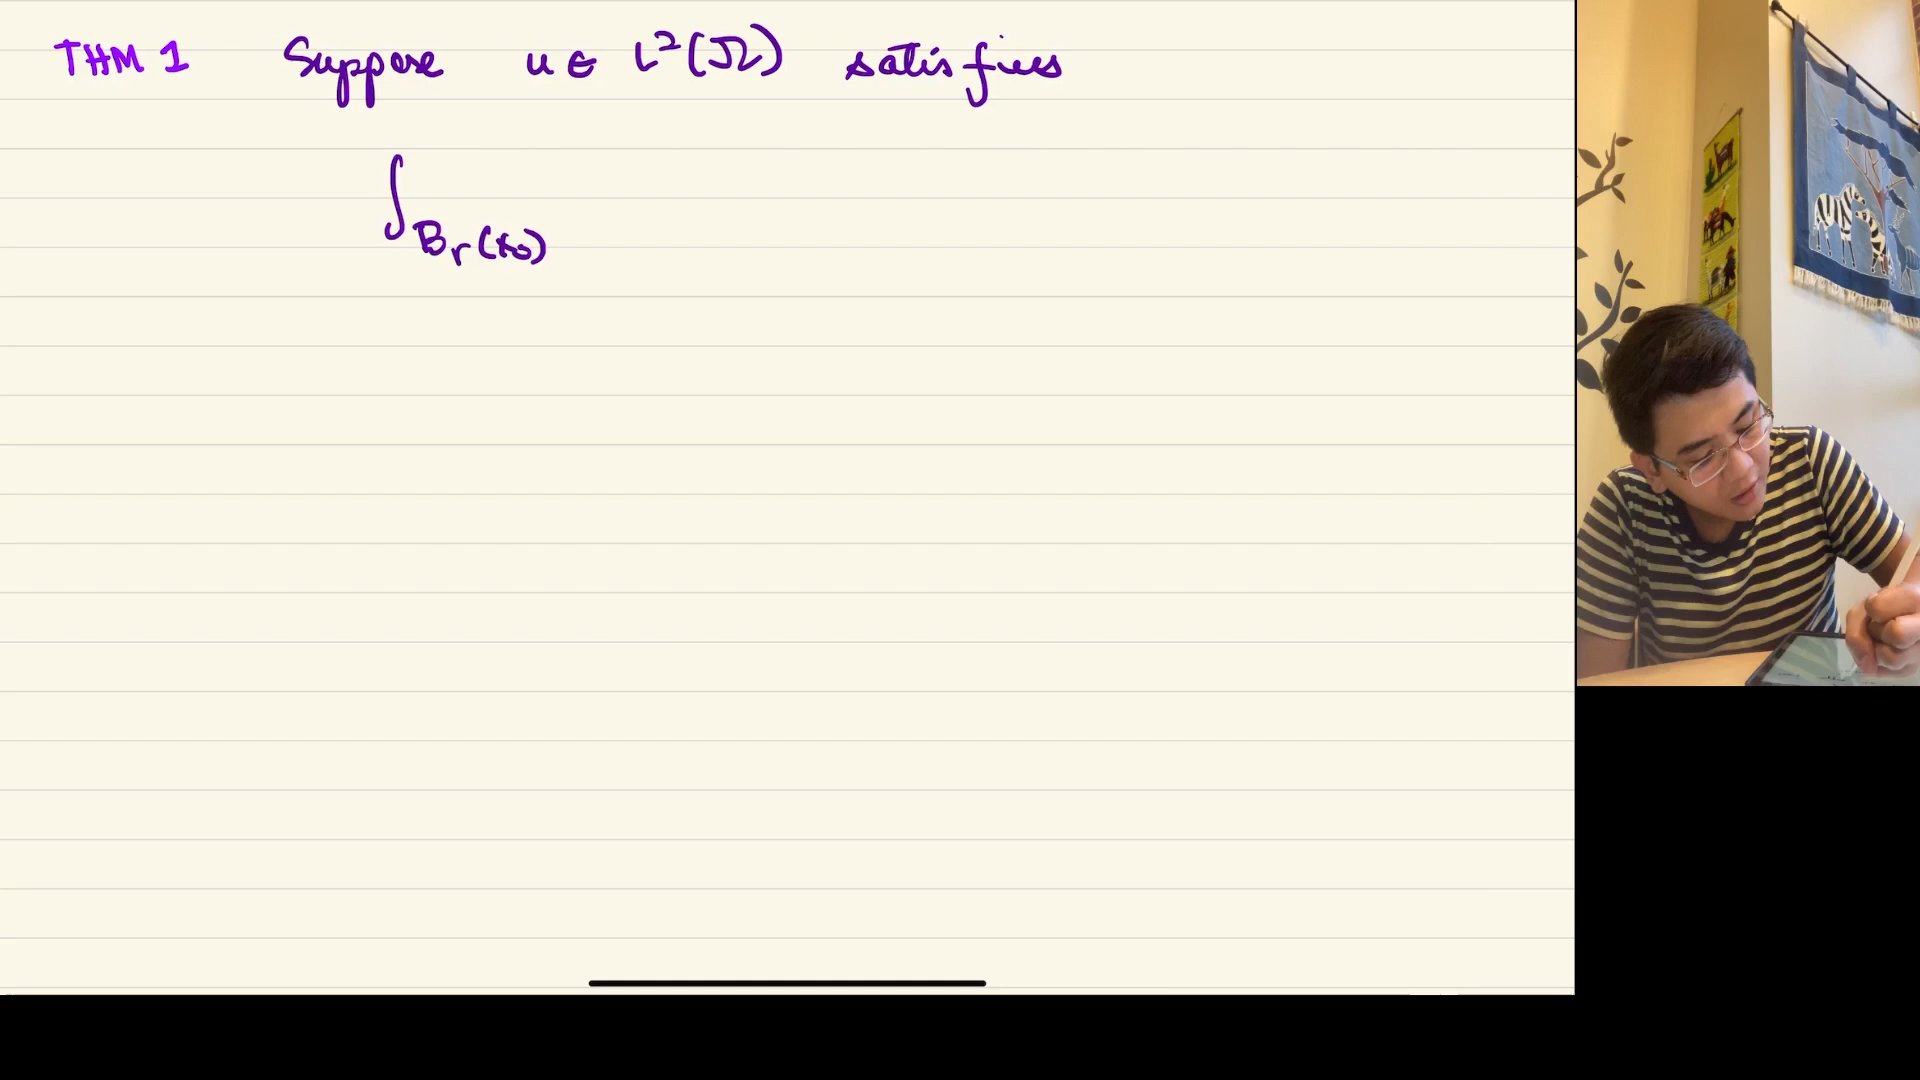 THM 1 Suppose u ∈ L²(Ω) satisfies
∫_{B_r(x₀)}